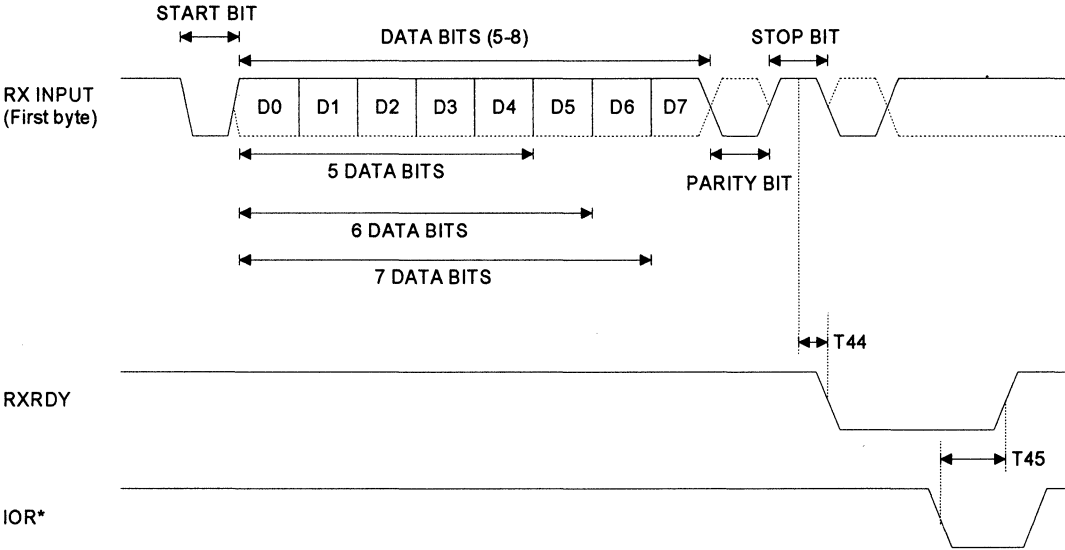 START BIT
DATA BITS (5-8)
STOP BIT
RX INPUT
(First byte)
D0 D1 D2 D3 D4 D5 D6 D7
5 DATA BITS
PARITY BIT
6 DATA BITS
7 DATA BITS
T44
RXRDY
T45
IOR*